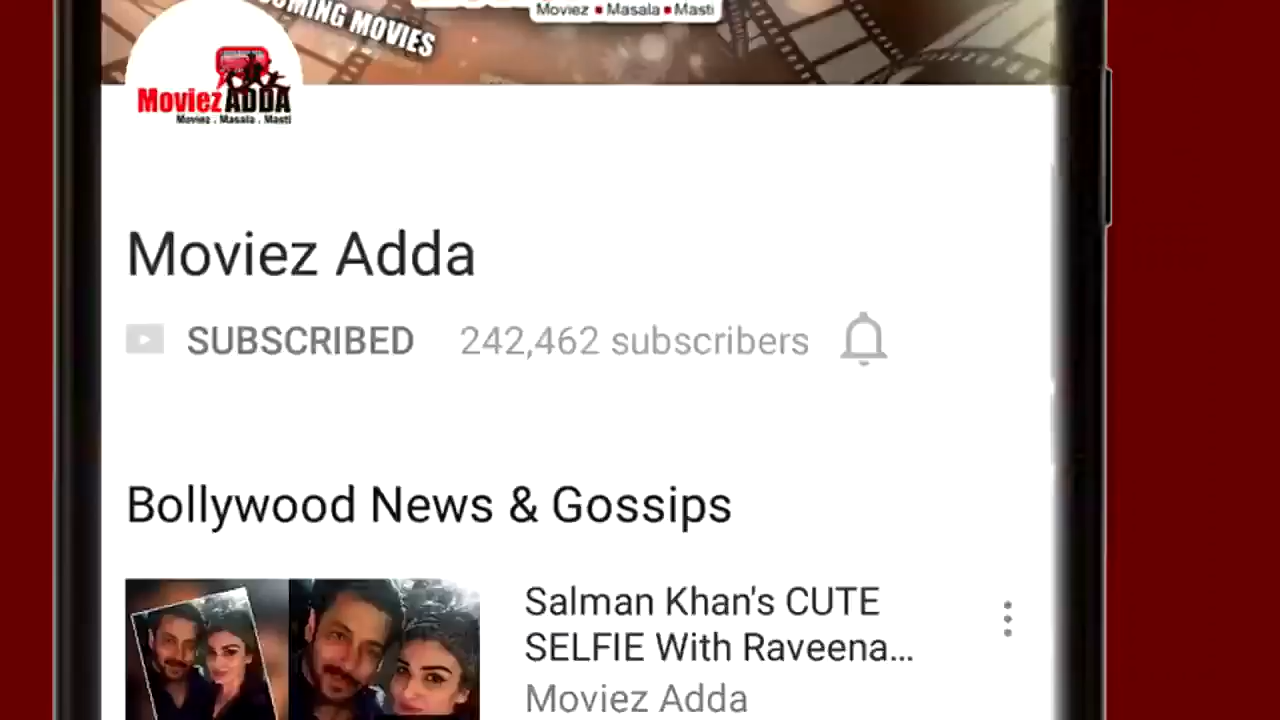 OMING MOVIES
Moviez • Masala • Masti
Moviez ADDA
Moviez . Masala . Masti
Moviez Adda
SUBSCRIBED 242,462 subscribers
Bollywood News & Gossips
Salman Khan's CUTE
SELFIE With Raveena...
Moviez Adda